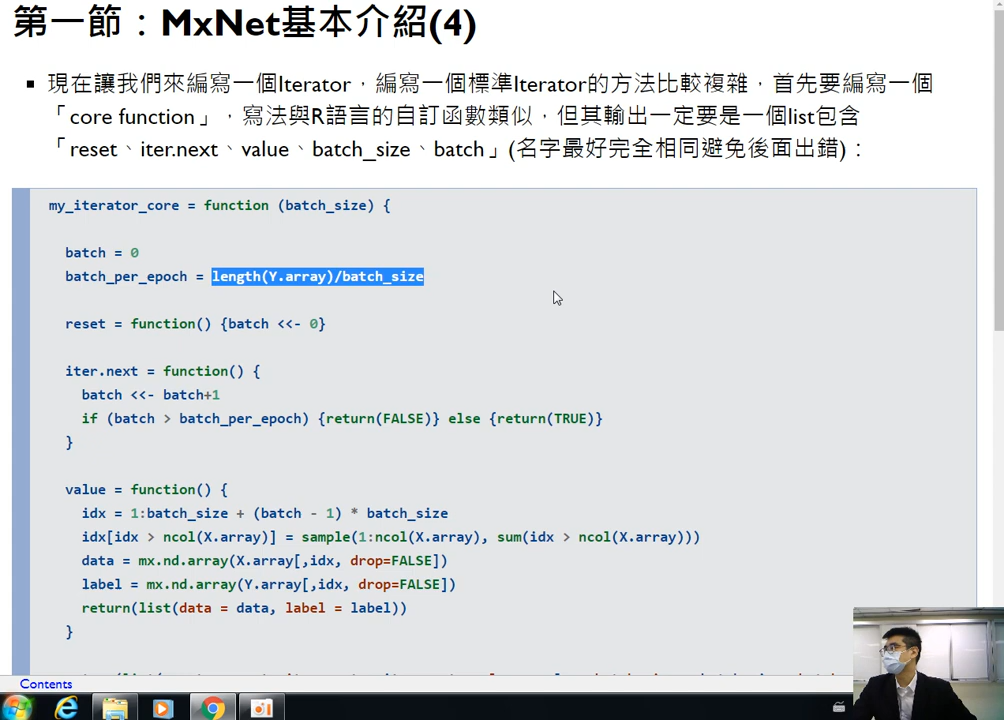 第一節：MxNet基本介紹(4)
▪ 現在讓我們來編寫一個Iterator，編寫一個標準Iterator的方法比較複雜，首先要編寫一個
「core function」，寫法與R語言的自訂函數類似，但其輸出一定要是一個list包含
「reset、iter.next、value、batch_size、batch」(名字最好完全相同避免後面出錯)：
my_iterator_core = function (batch_size) {
batch = 0
batch_per_epoch = length(Y.array)/batch_size
reset = function() {batch <<- 0}
iter.next = function() {
batch <<- batch+1
if (batch > batch_per_epoch) {return(FALSE)} else {return(TRUE)}
}
value = function() {
idx = 1:batch_size + (batch - 1) * batch_size
idx[idx > ncol(X.array)] = sample(1:ncol(X.array), sum(idx > ncol(X.array)))
data = mx.nd.array(X.array[,idx, drop=FALSE])
label = mx.nd.array(Y.array[,idx, drop=FALSE])
return(list(data = data, label = label))
}
Contents